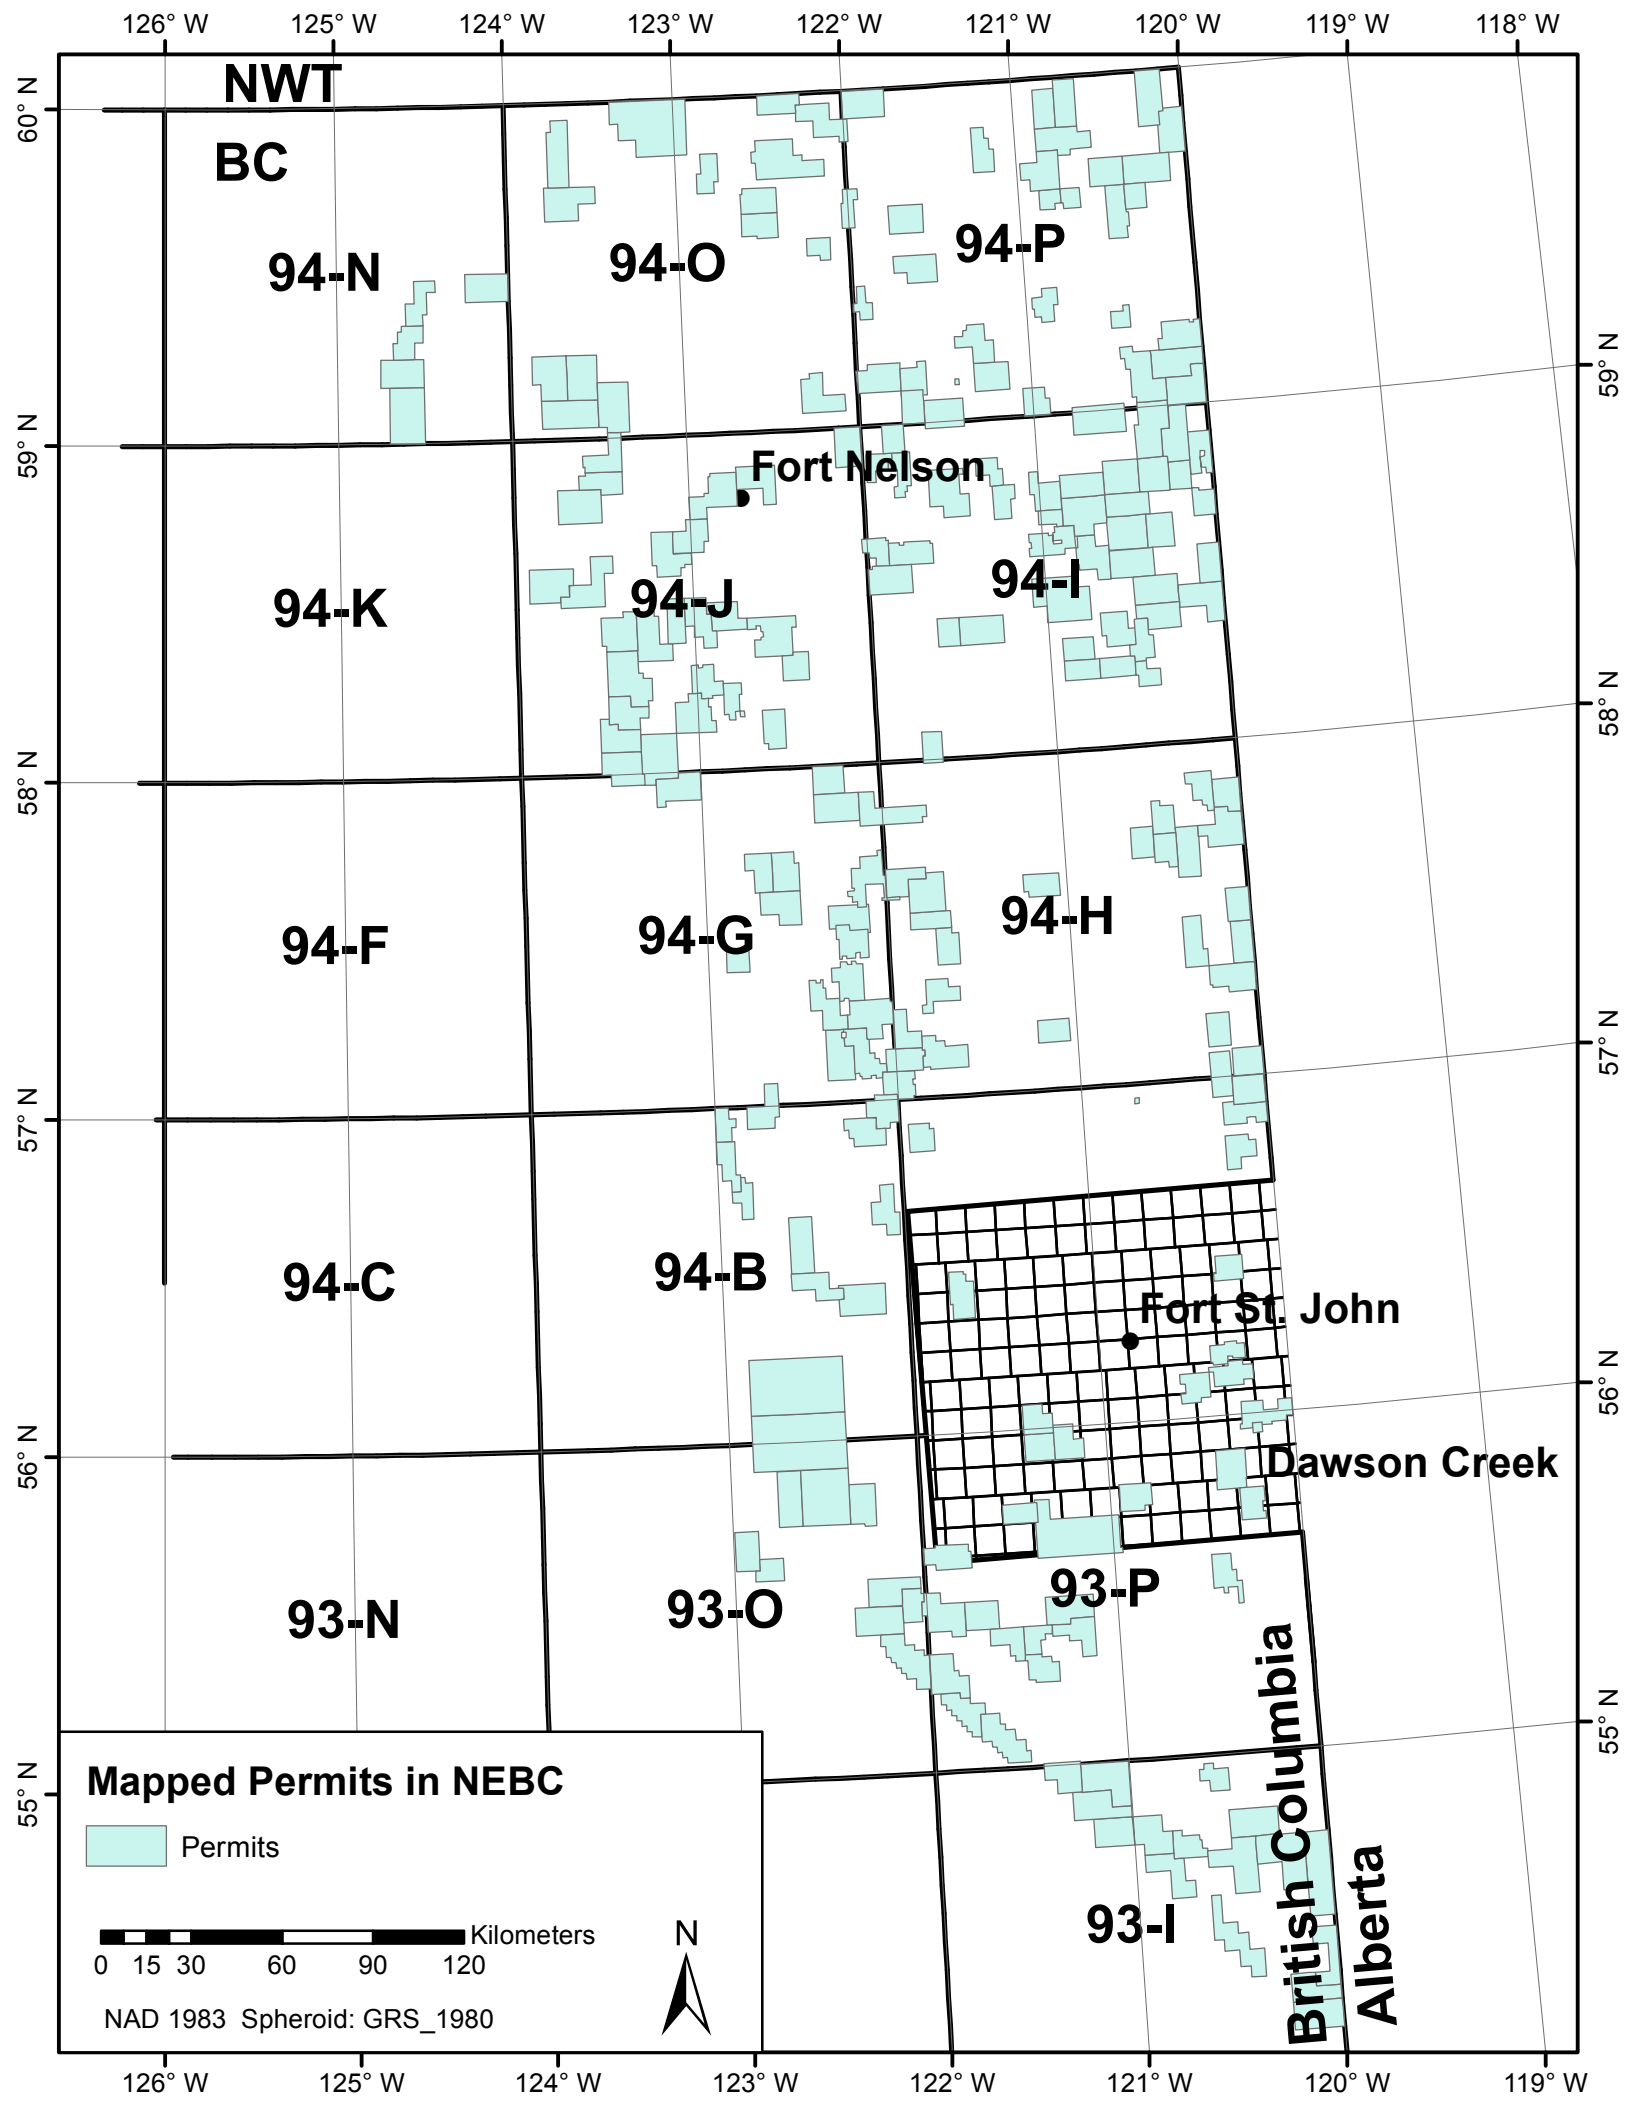 126° W 125° W 124° W 123° W 122° W 121° W 120° W 119° W 118° W
NWT
60° N
BC
94-P
94-O
94-N
59° N
59° N
Fort Nelson
94-I
94-J
94-K
58° N
58° N
94-H
94-G
94-F
57° N
57° N
94-B
94-C
Fort St. John
56° N
56° N
Dawson Creek
93-P
93-O
93-N
British Columbia
55° N
55° N
Mapped Permits in NEBC
Permits
Alberta
93-I
Kilometers
0 15 30 60 90 120
N
NAD 1983 Spheroid: GRS_1980
126° W 125° W 124° W 123° W 122° W 121° W 120° W 119° W